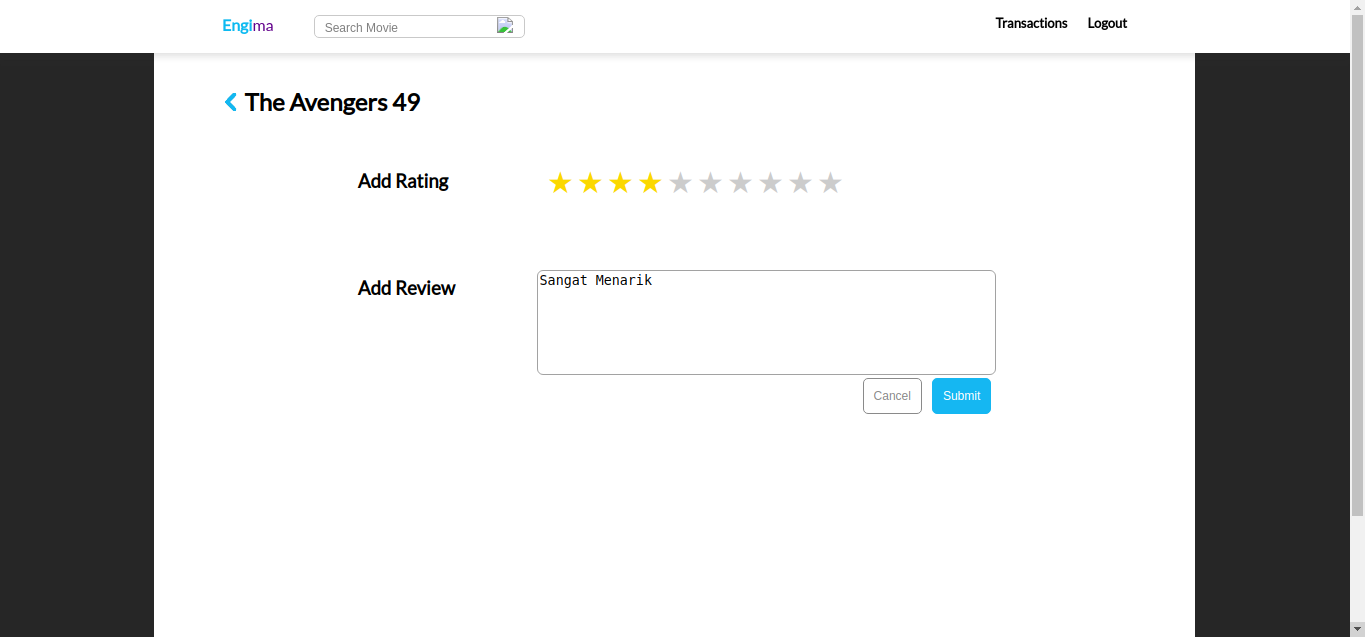 Engima
Search Movie
Transactions
Logout
The Avengers 49
Add Rating
Add Review
Sangat Menarik
Cancel
Submit